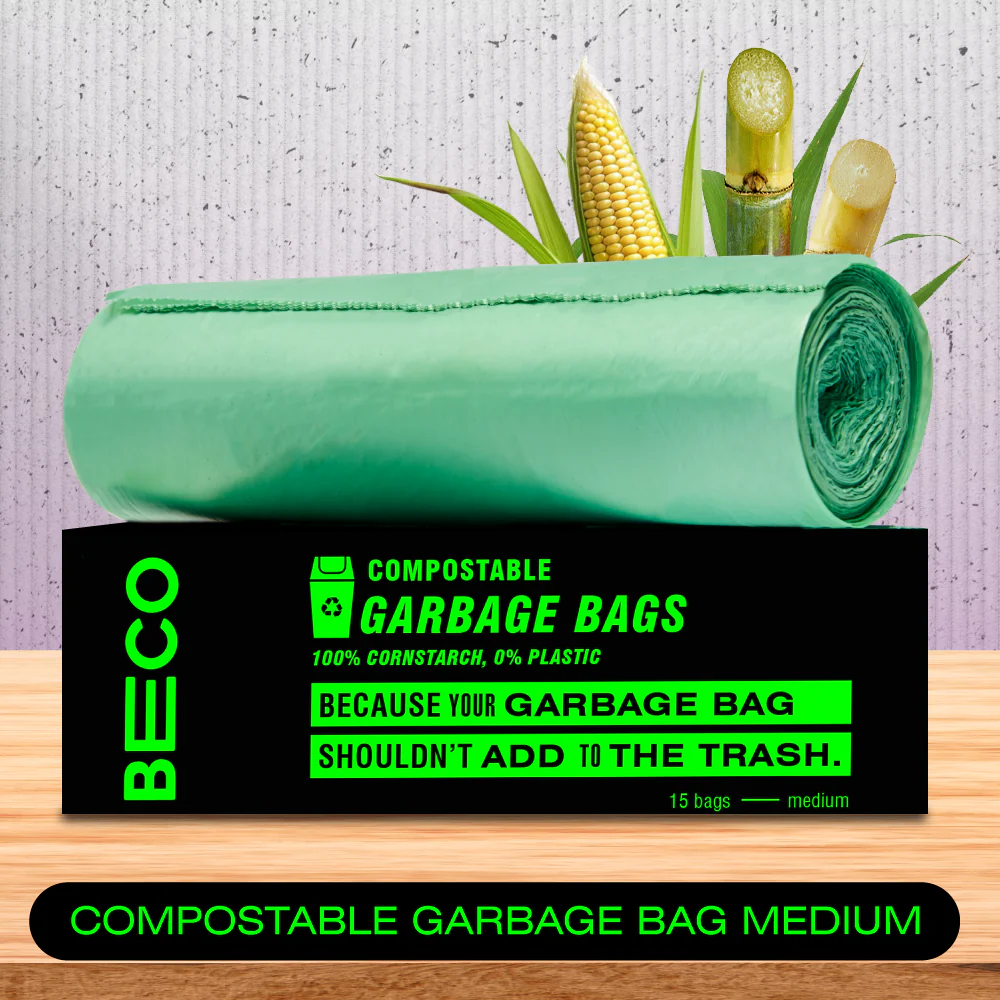 BECO
COMPOSTABLE
GARBAGE BAGS
100% CORNSTARCH, 0% PLASTIC
BECAUSE YOUR GARBAGE BAG
SHOULDN'T ADD TO THE TRASH.
15 bags — medium
COMPOSTABLE GARBAGE BAG MEDIUM